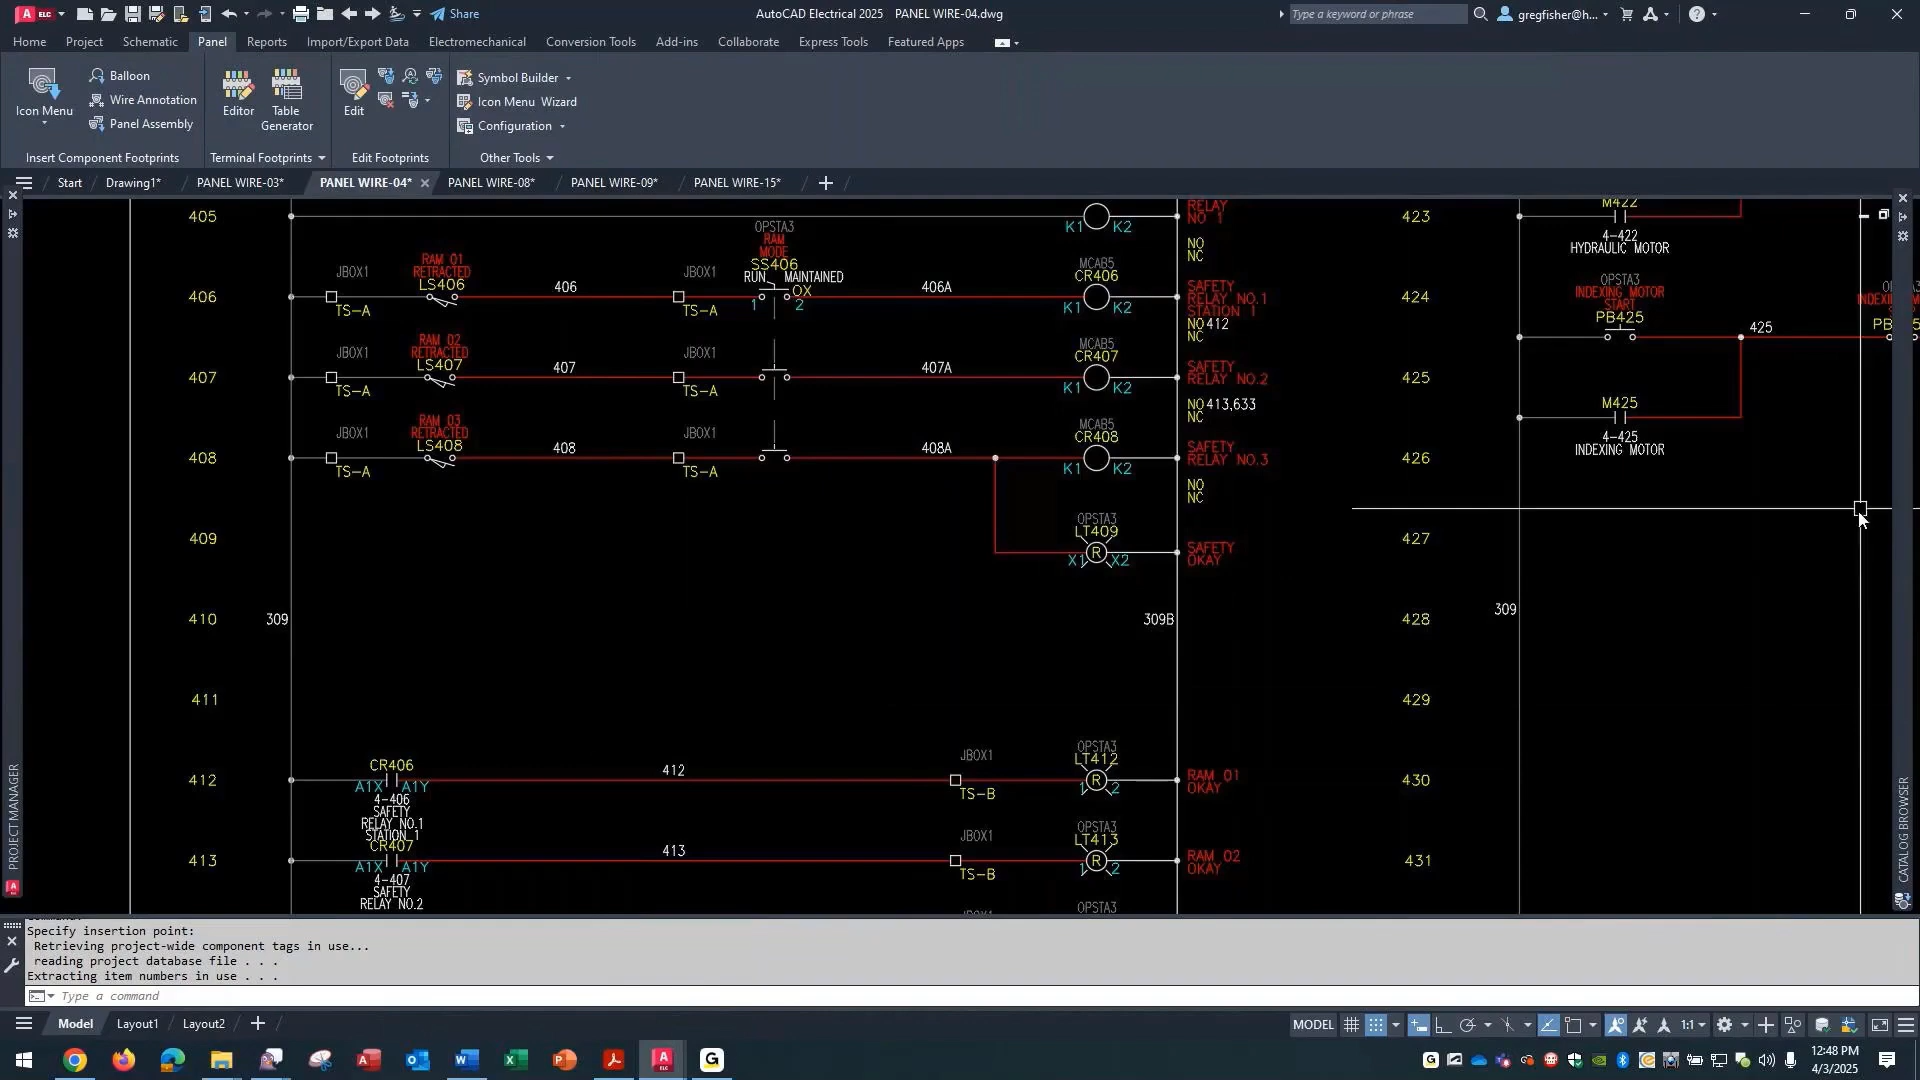 AutoCAD Electrical 2025 PANEL WIRE-04.dwg
Share
Type a keyword or phrase
gregfisher@h...
Home Project Schematic Panel Reports Import/Export Data Electromechanical Conversion Tools Add-ins Collaborate Express Tools Featured Apps
Icon Menu
Balloon
Wire Annotation
Panel Assembly
Insert Component Footprints
Editor
Table Generator
Terminal Footprints
Edit
Edit Footprints
Symbol Builder
Icon Menu Wizard
Configuration
Other Tools
Start Drawing1* PANEL WIRE-03* PANEL WIRE-04* PANEL WIRE-08* PANEL WIRE-09* PANEL WIRE-15*
405
K1 K2
RELAY
NO 1
NO
NC
406
JBOX1
TS-A
RAM 01
RETRACTED
LS406
406
JBOX1
TS-A
OPSTA3
RAM
MODE
SS406
RUN MAINTAINED
OX
1 2
406A
MCAB5
CR406
K1 K2
SAFETY
RELAY NO.1
STATION 1
NO 412
NC
407
JBOX1
TS-A
RAM 02
RETRACTED
LS407
407
JBOX1
TS-A
407A
MCAB5
CR407
K1 K2
SAFETY
RELAY NO.2
NO 413,633
NC
408
JBOX1
TS-A
RAM 03
RETRACTED
LS408
408
JBOX1
TS-A
408A
MCAB5
CR408
K1 K2
SAFETY
RELAY NO.3
NO
NC
409
OPSTA3
LT409
X1 R X2
SAFETY
OKAY
410
309
309B
411
412
CR406
A1X A1Y
4-406
SAFETY
RELAY NO.1
STATION 1
412
JBOX1
TS-B
OPSTA3
LT412
1 R 2
RAM 01
OKAY
413
CR407
A1X A1Y
4-407
SAFETY
RELAY NO.2
413
JBOX1
TS-B
OPSTA3
LT413
1 R 2
RAM 02
OKAY
JBOX1
OPSTA3
423
M422
4-422
HYDRAULIC MOTOR
424
OPSTA3
INDEXING MOTOR
START
PB425
425
425
M425
4-425
INDEXING MOTOR
426
427
428
309
429
430
431
PROJECT MANAGER
CATALOG BROWSER
Command:
Specify insertion point:
Retrieving project-wide component tags in use...
reading project database file . . .
Extracting item numbers in use . . .
Type a command
Model Layout1 Layout2
MODEL
1:1
12:48 PM
4/3/2025